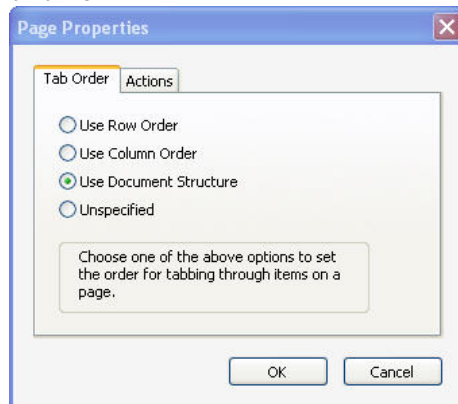 Page Properties
Tab Order
Actions
Use Row Order
Use Column Order
Use Document Structure
Unspecified
Choose one of the above options to set
the order for tabbing through items on a
page.
OK
Cancel